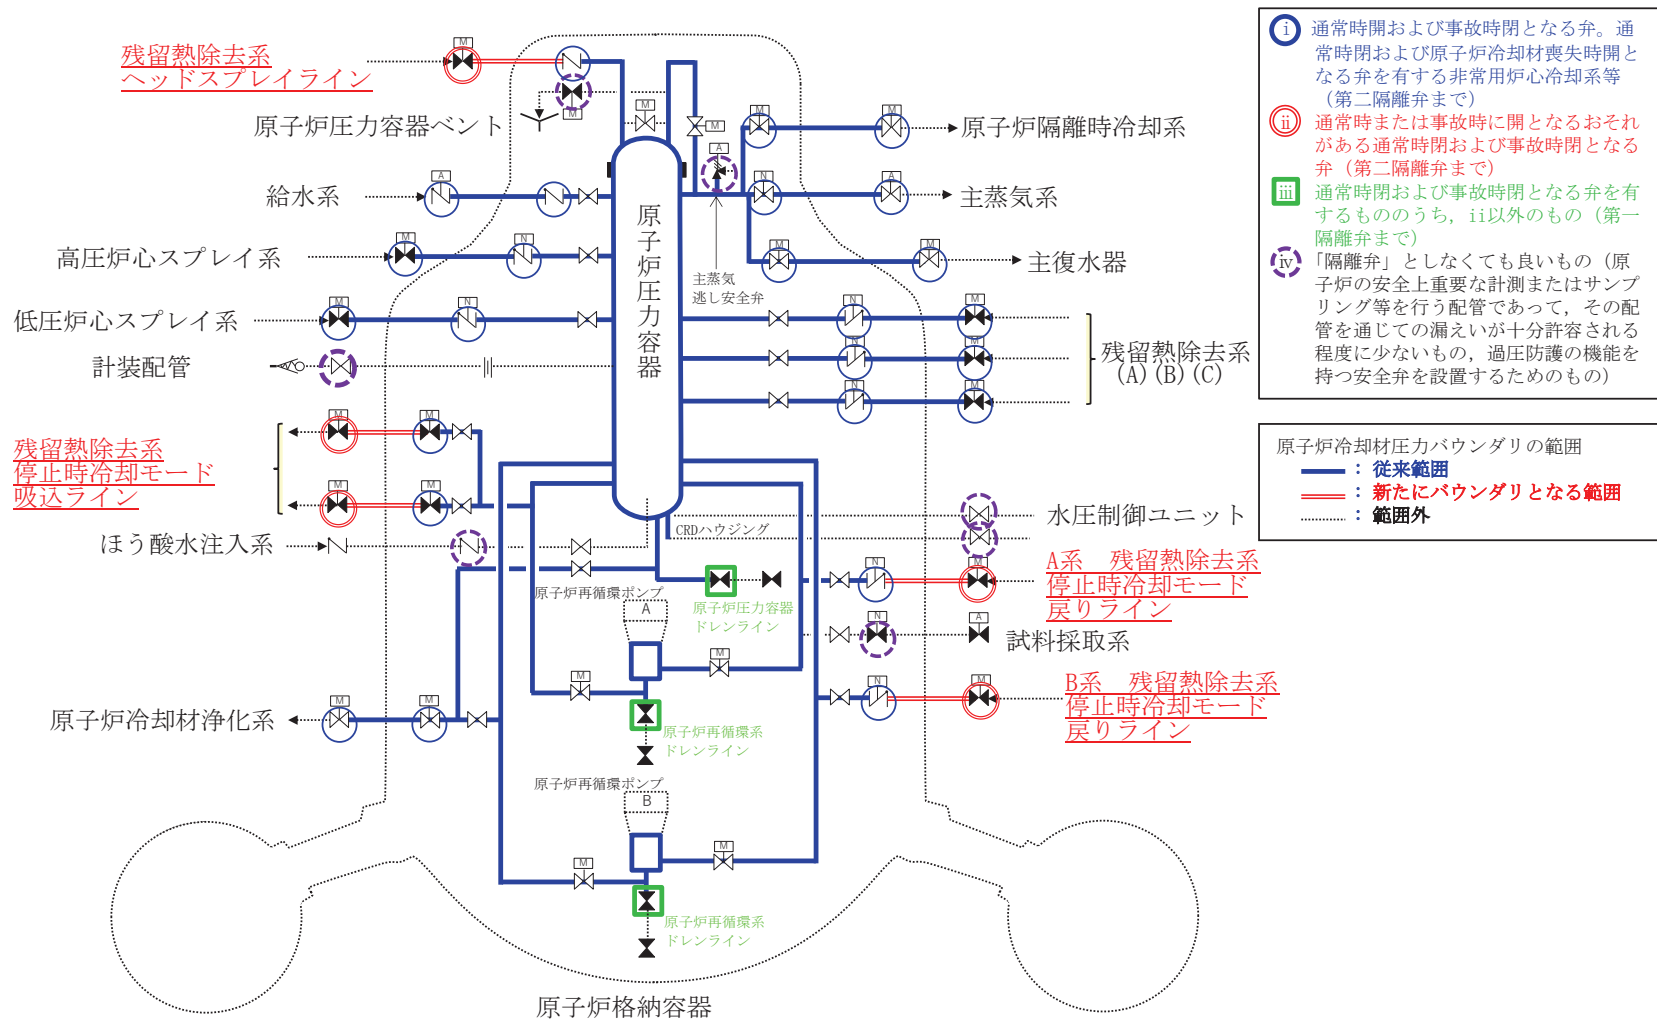 残留熱除去系
ヘッドスプレイライン
原子炉圧力容器ベント
給水系
高圧炉心スプレイ系
低圧炉心スプレイ系
計装配管
残留熱除去系
停止時冷却モード
吸込ライン
ほう酸水注入系
原子炉冷却材浄化系
原子炉圧力容器
主蒸気
逃し安全弁
CRDハウジング
原子炉再循環ポンプ
A
原子炉圧力容器
ドレンライン
原子炉再循環系
ドレンライン
原子炉再循環ポンプ
B
原子炉再循環系
ドレンライン
原子炉格納容器
原子炉隔離時冷却系
主蒸気系
主復水器
残留熱除去系
(A)(B)(C)
水圧制御ユニット
A系 残留熱除去系
停止時冷却モード
戻りライン
試料採取系
B系 残留熱除去系
停止時冷却モード
戻りライン
M
M
M
M
A
A
M
M
N
A
M
M
A
M
N
M
N
N
M
N
M
N
M
M
M
M
M
N
M
N
A
N
M
M
M
M
M
M
M
i 通常時開および事故時閉となる弁。通
常時閉および原子炉冷却材喪失時開と
なる弁を有する非常用炉心冷却系等
（第二隔離弁まで）
ii 通常時または事故時に開となるおそれ
がある通常時閉および事故時閉となる
弁（第二隔離弁まで）
iii 通常時閉および事故時閉となる弁を有
するもののうち，ii以外のもの（第一
隔離弁まで）
iv 「隔離弁」としなくても良いもの（原
子炉の安全上重要な計測またはサンプ
リング等を行う配管であって，その配
管を通じての漏えいが十分許容される
程度に少ないもの，過圧防護の機能を
持つ安全弁を設置するためのもの）
原子炉冷却材圧力バウンダリの範囲
：従来範囲
：新たにバウンダリとなる範囲
：範囲外